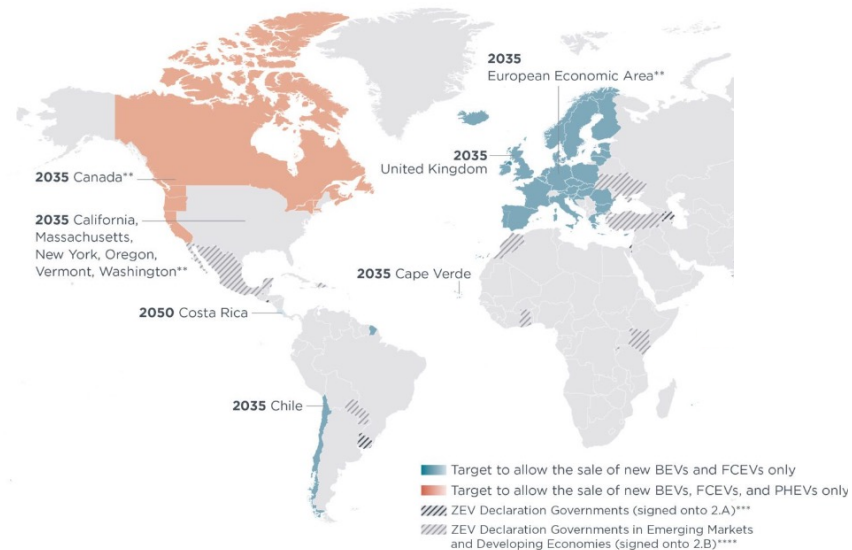 2035
European Economic Area**
2035
United Kingdom
2035 Canada**
2035 California,
Massachusetts,
New York, Oregon,
Vermont, Washington**
2035 Cape Verde
2050 Costa Rica
2035 Chile
Target to allow the sale of new BEVs and FCEVs only
Target to allow the sale of new BEVs, FCEVs, and PHEVs only
ZEV Declaration Governments (signed onto 2.A)***
ZEV Declaration Governments in Emerging Markets
and Developing Economies (signed onto 2.B)****